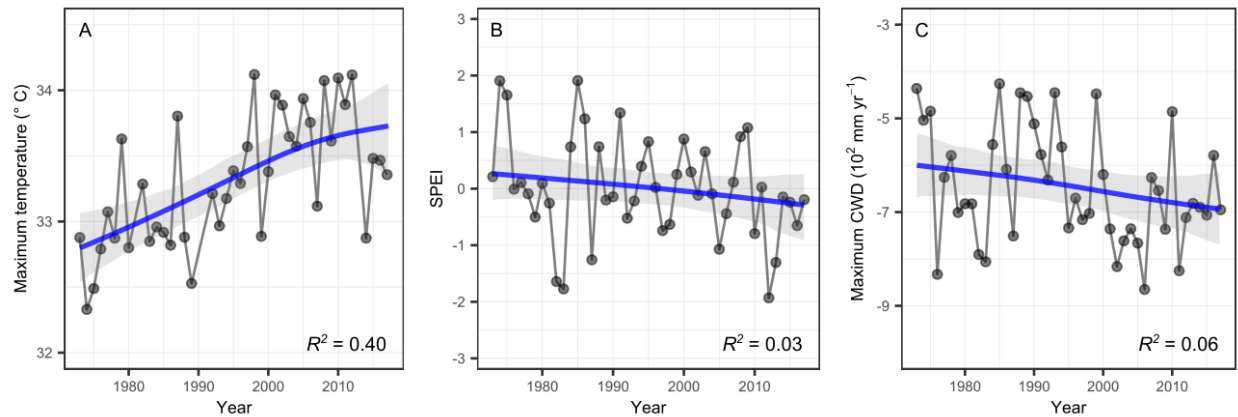 A
Maximum temperature (° C)
34
33
32
1980
1990
2000
2010
Year
R² = 0.40
B
SPEI
3
2
1
0
-1
-2
-3
1980
1990
2000
2010
Year
R² = 0.03
C
Maximum CWD (10² mm yr⁻¹)
-3
-5
-7
-9
1980
1990
2000
2010
Year
R² = 0.06